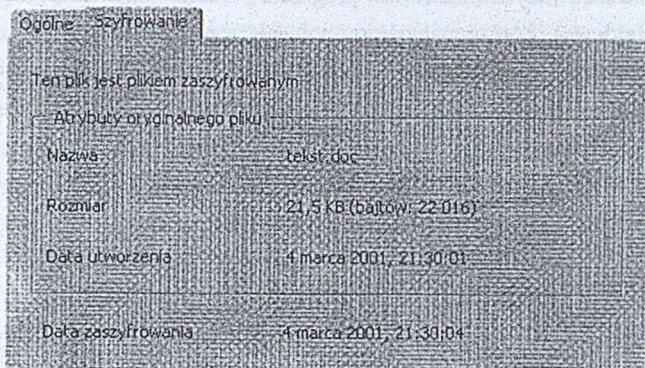 Ogólne Szyfrowanie
Ten plik jest plikiem zaszyfrowanym
Atrybuty oryginalnego pliku
Nazwa tekst.doc
Rozmiar 21,5 KB (bajtów: 22 016)
Data utworzenia 4 marca 2001, 21:30:01
Data zaszyfrowania 4 marca 2001, 21:30:04